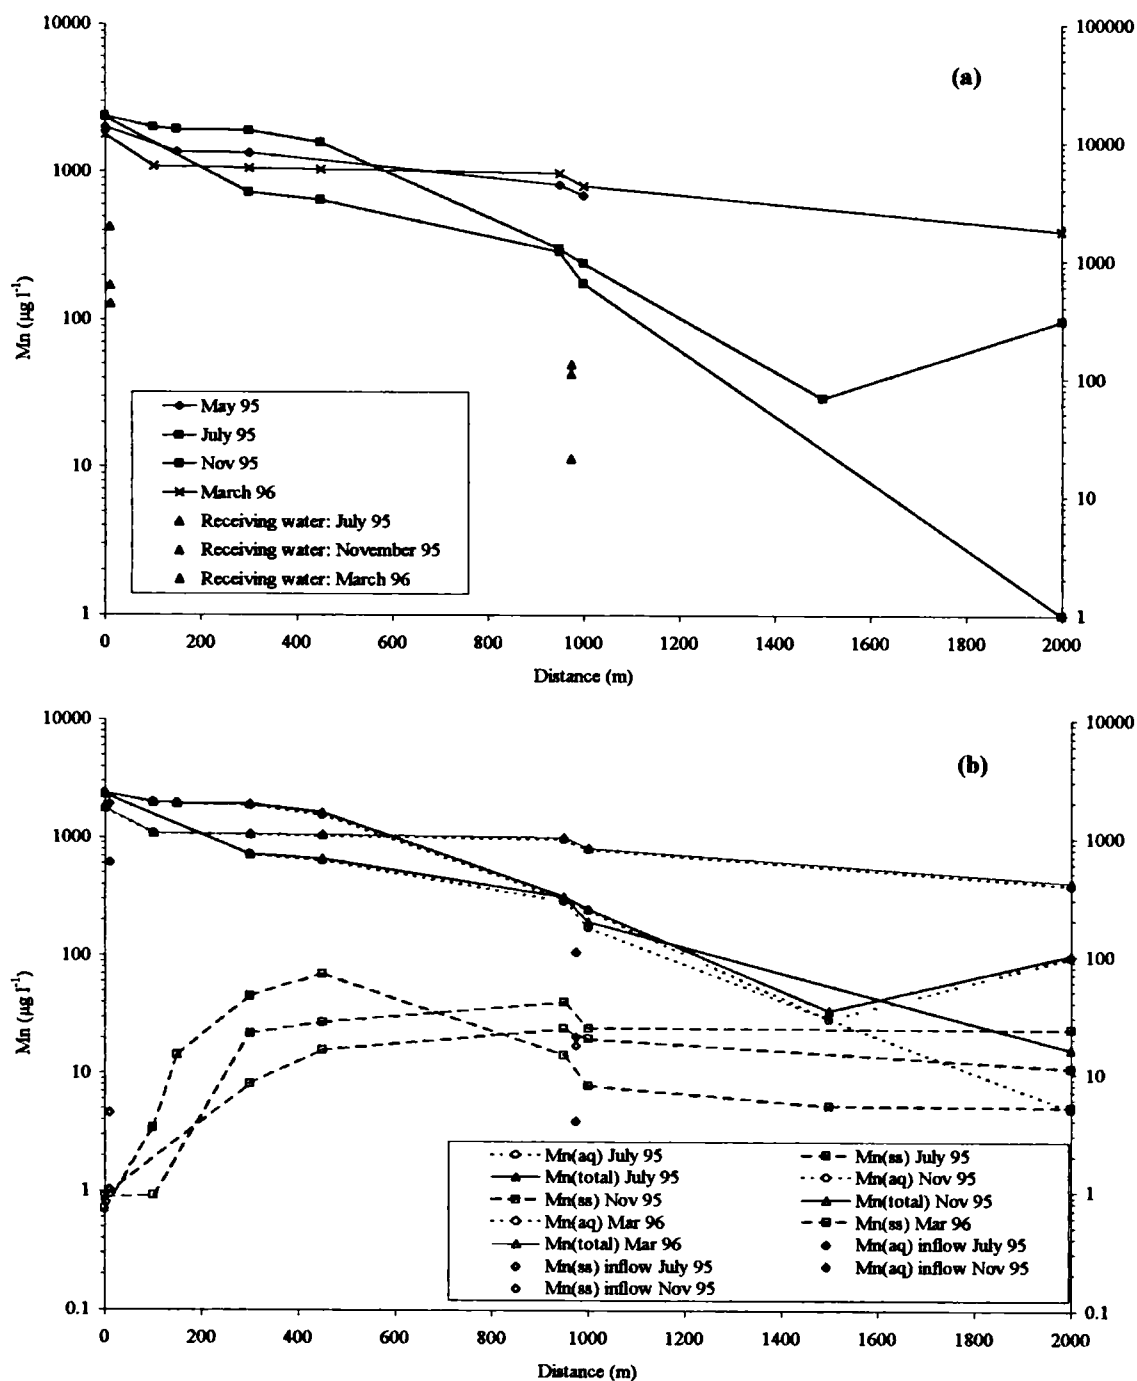 (a)
10000
1000
100
10
1
100000
10000
1000
100
10
1
Mn (µg l⁻¹)
May 95
July 95
Nov 95
March 96
Receiving water: July 95
Receiving water: November 95
Receiving water: March 96
0 200 400 600 800 1000 1200 1400 1600 1800 2000
Distance (m)
(b)
10000
1000
100
10
1
0.1
10000
1000
100
10
1
0.1
Mn (µg l⁻¹)
Mn(aq) July 95 Mn(ss) July 95
Mn(total) July 95 Mn(aq) Nov 95
Mn(ss) Nov 95 Mn(total) Nov 95
Mn(aq) Mar 96 Mn(ss) Mar 96
Mn(total) Mar 96 Mn(aq) inflow July 95
Mn(ss) inflow July 95 Mn(aq) inflow Nov 95
Mn(ss) inflow Nov 95
0 200 400 600 800 1000 1200 1400 1600 1800 2000
Distance (m)